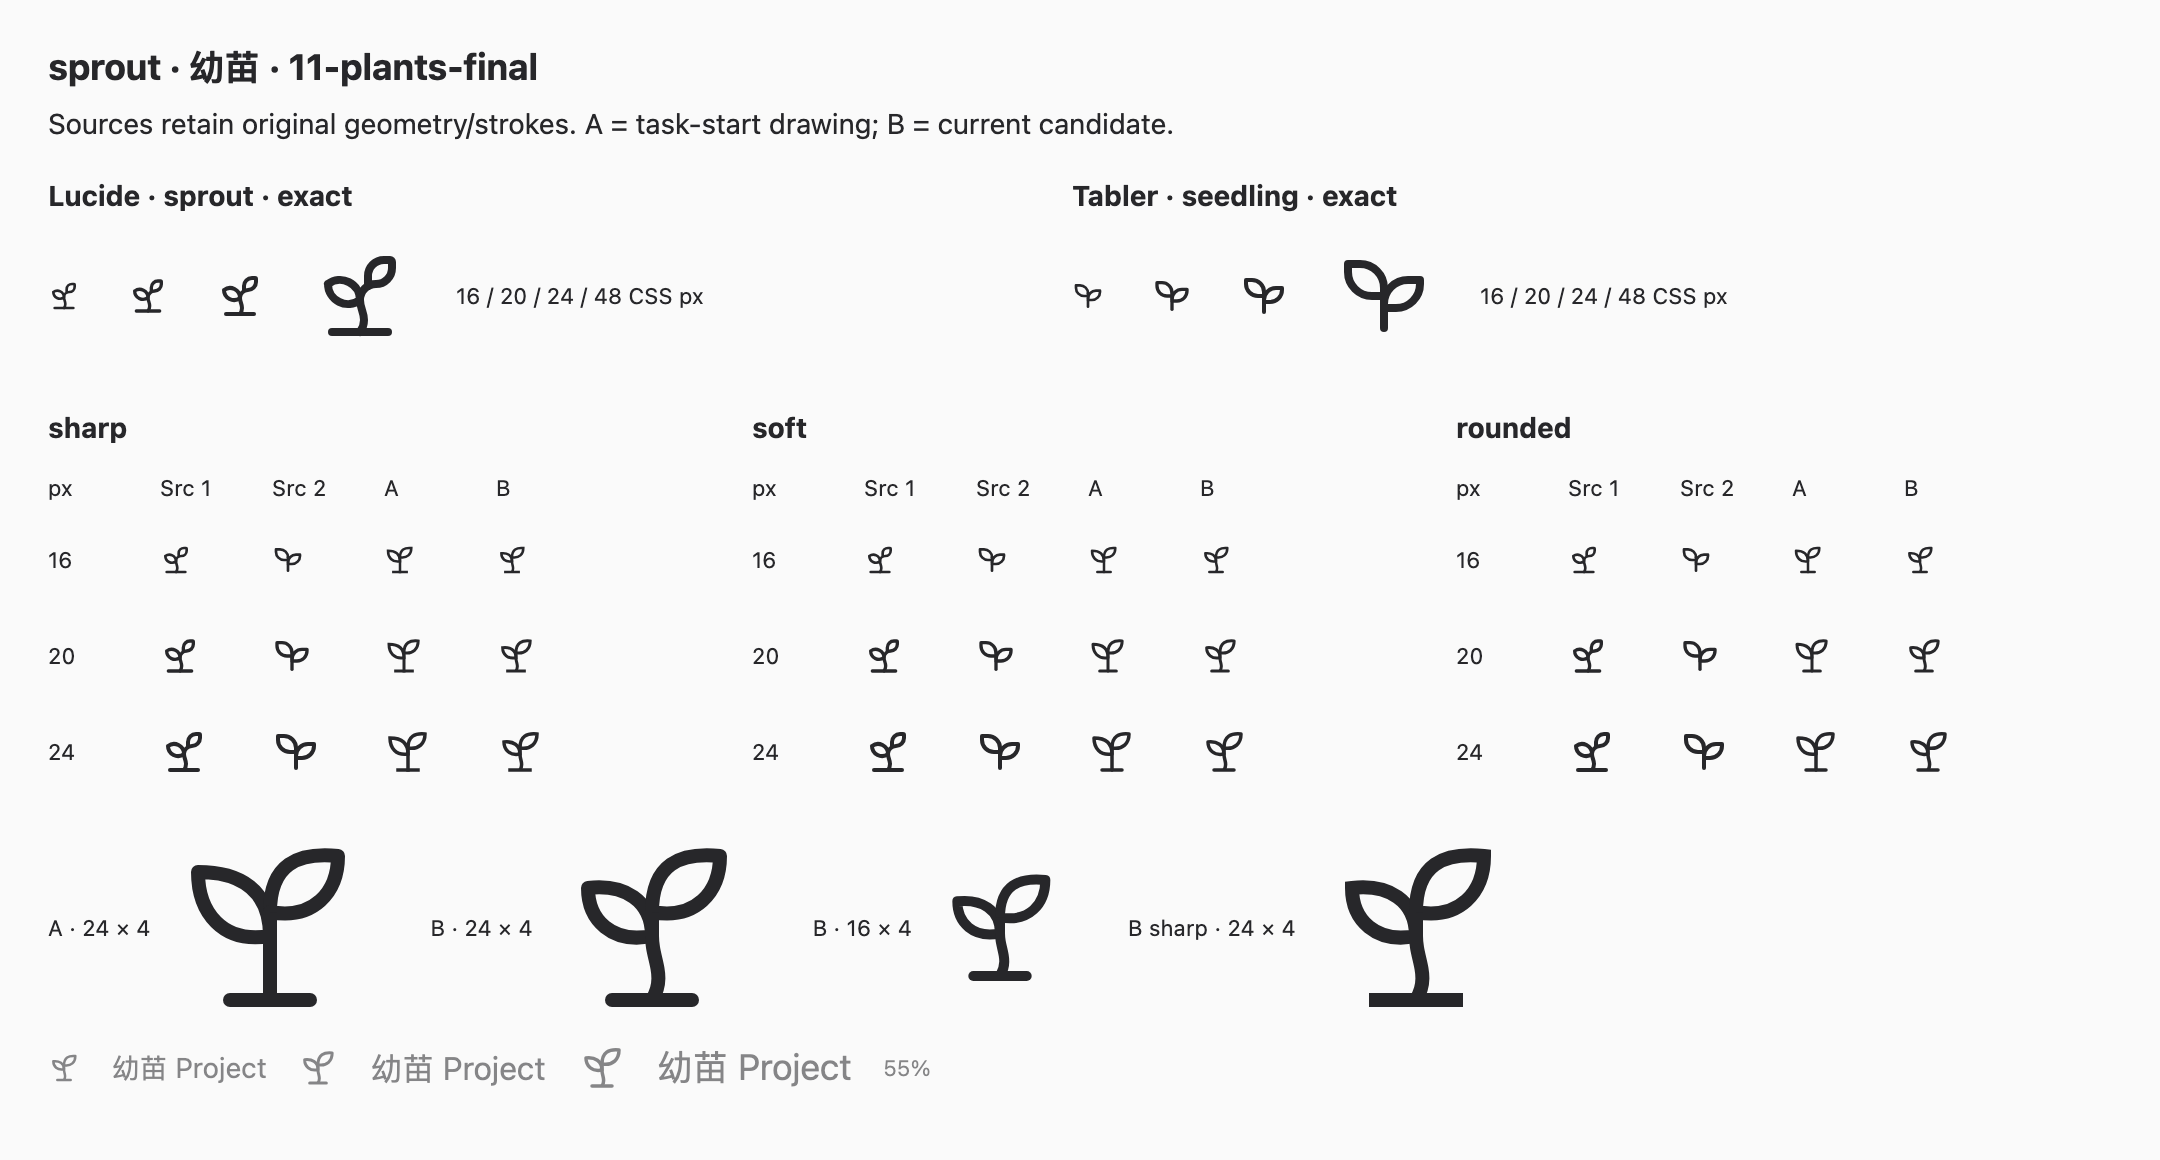 sprout · 幼苗 · 11-plants-final
Sources retain original geometry/strokes. A = task-start drawing; B = current candidate.
Lucide · sprout · exact
16 / 20 / 24 / 48 CSS px
Tabler · seedling · exact
16 / 20 / 24 / 48 CSS px
sharp
px Src 1 Src 2 A B
16
20
24
soft
px Src 1 Src 2 A B
16
20
24
rounded
px Src 1 Src 2 A B
16
20
24
A · 24 × 4
B · 24 × 4
B · 16 × 4
B sharp · 24 × 4
幼苗 Project 幼苗 Project 幼苗 Project 55%